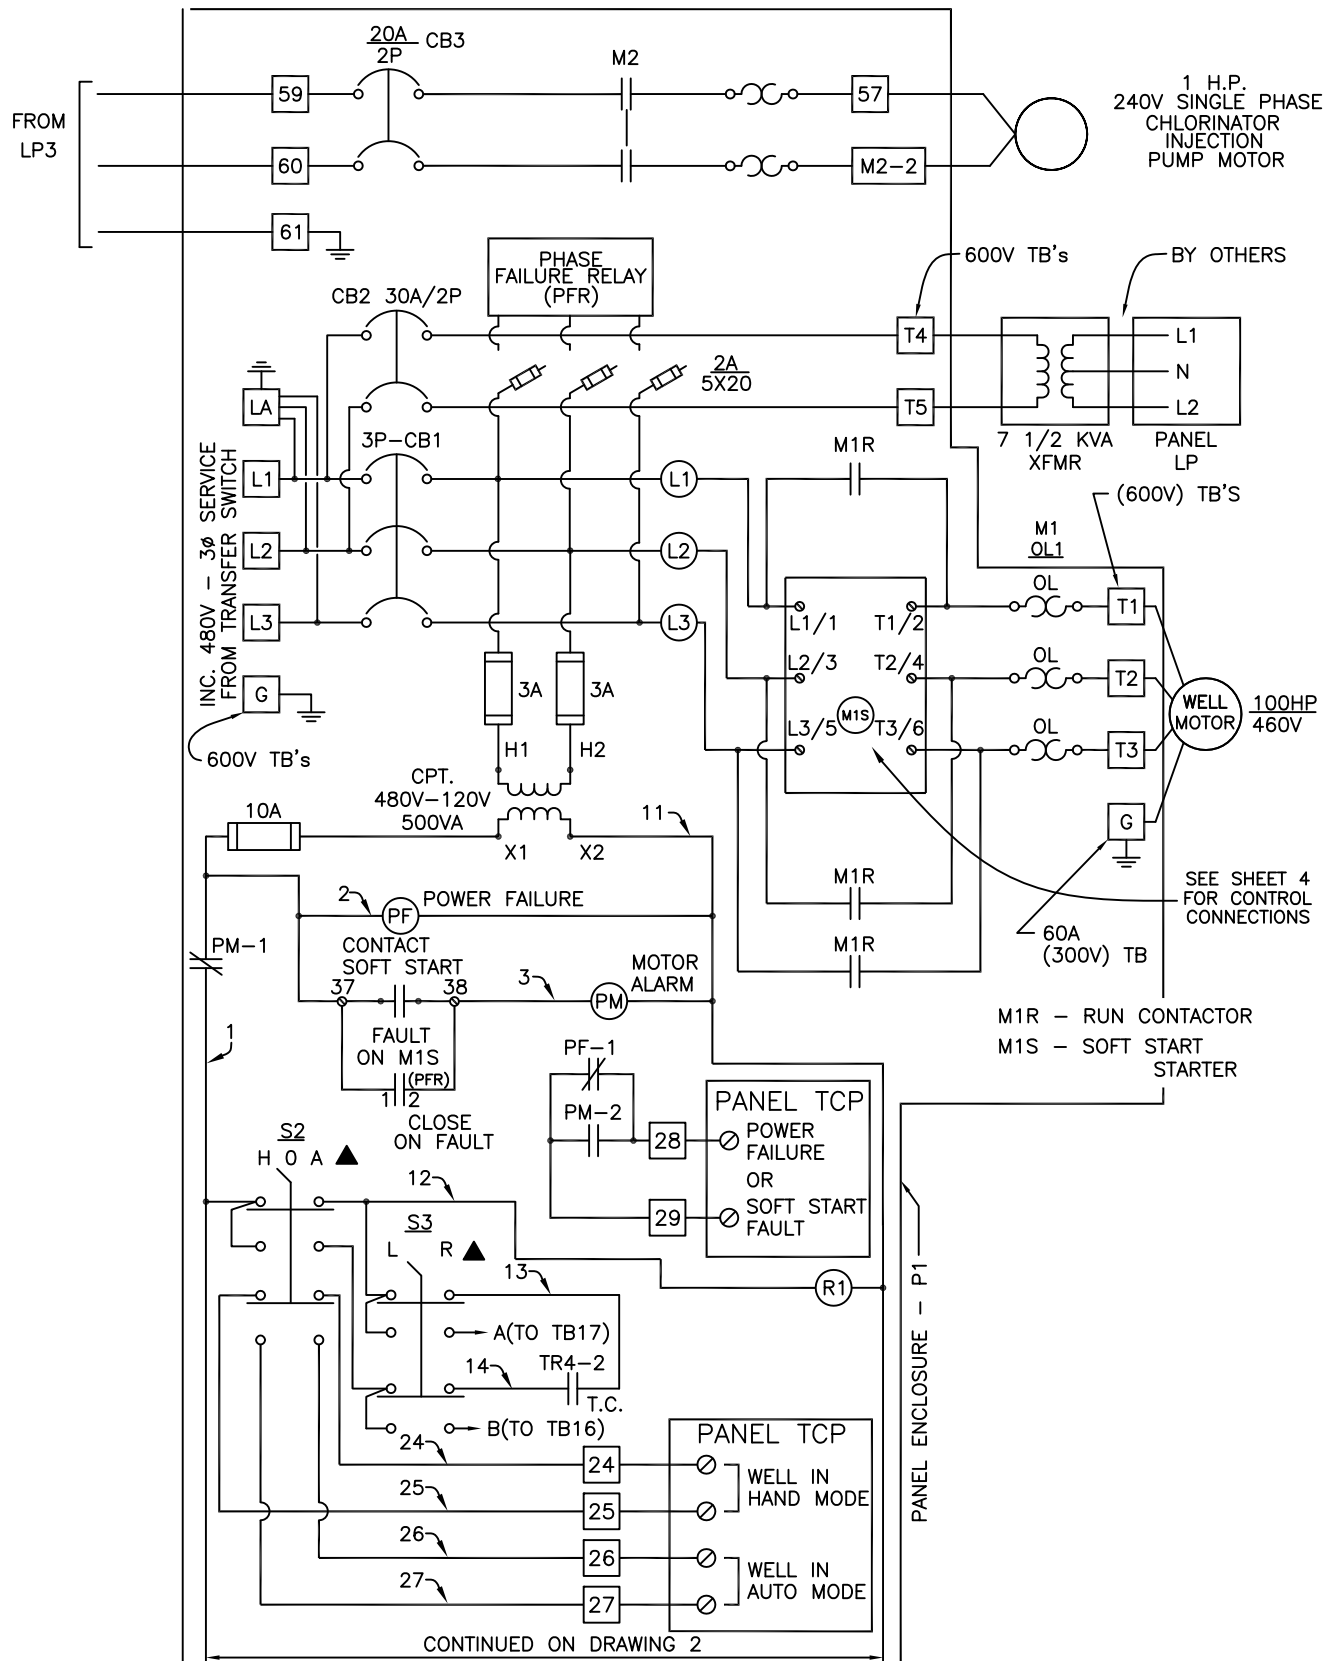 20A CB3
2P
M2
59
57
FROM
LP3
60
M2-2
61
1 H.P.
240V SINGLE PHASE
CHLORINATOR
INJECTION
PUMP MOTOR
PHASE
FAILURE RELAY
(PFR)
600V TB's
BY OTHERS
CB2 30A/2P
T4
L1
N
L2
LA
2A
5X20
T5
7 1/2 KVA
XFMR
PANEL
LP
3P-CB1
M1R
(600V) TB'S
INC. 480V - 3ø SERVICE
FROM TRANSFER SWITCH
L1
L1
L2
L2
L3
L3
G
600V TB's
M1
OL1
OL
T1
OL
T2
OL
T3
L1/1 T1/2
L2/3 T2/4
L3/5 M1S T3/6
WELL
MOTOR
100HP
460V
3A
3A
H1
H2
CPT.
480V-120V
500VA
10A
X1
X2
11
G
M1R
M1R
SEE SHEET 4
FOR CONTROL
CONNECTIONS
60A
(300V) TB
2
PF
POWER FAILURE
PM-1
CONTACT
SOFT START
37
38
3
PM
MOTOR
ALARM
FAULT
ON M1S
(PFR)
1 2
CLOSE
ON FAULT
1
M1R - RUN CONTACTOR
M1S - SOFT START
STARTER
PF-1
PM-2
28
29
PANEL TCP
POWER
FAILURE
OR
SOFT START
FAULT
S2
H O A
12
S3
L R
13
R1
A(TO TB17)
14
TR4-2
T.C.
B(TO TB16)
PANEL ENCLOSURE - P1
PANEL TCP
24
24
25
25
WELL IN
HAND MODE
26
26
27
27
WELL IN
AUTO MODE
CONTINUED ON DRAWING 2